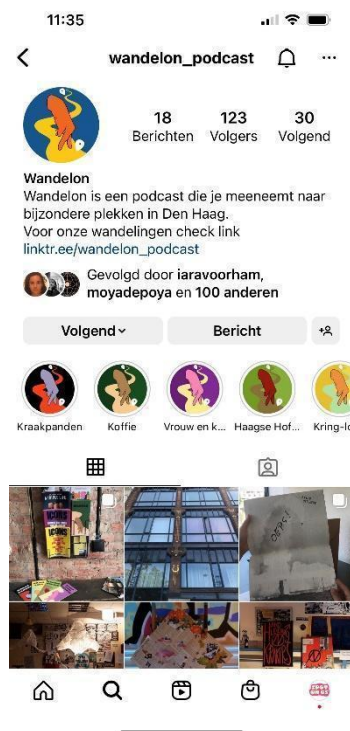 11:35
wandelon_podcast
18 123 30
Berichten Volgers Volgend
Wandelon
Wandelon is een podcast die je meeneemt naar
bijzondere plekken in Den Haag.
Voor onze wandelingen check link
linktr.ee/wandelon_podcast
Gevolgd door iaravoorham,
moyadepoya en 100 anderen
Volgend Bericht
Kraakpanden Koffie Vrouw en k... Haagse Hof... Kring-lo
ICONS